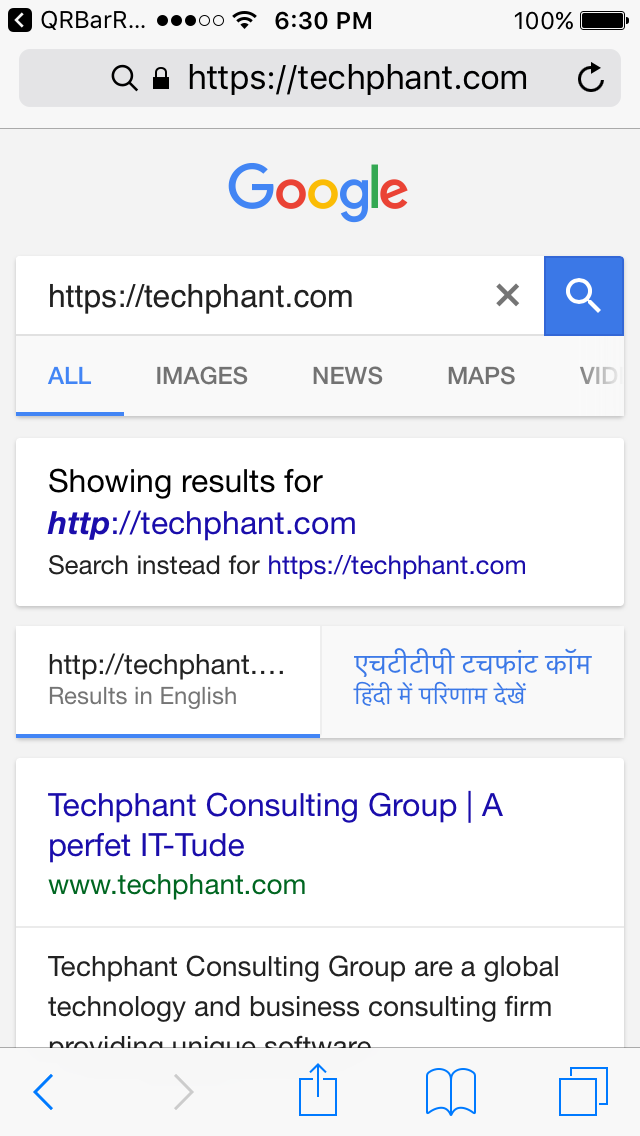 QRBarR... 6:30 PM 100%
https://techphant.com
Google
https://techphant.com
ALL IMAGES NEWS MAPS VID
Showing results for
http://techphant.com
Search instead for https://techphant.com
http://techphant....
Results in English
एचटीटीपी टचफांट कॉम
हिंदी में परिणाम देखें
Techphant Consulting Group | A
perfet IT-Tude
www.techphant.com
Techphant Consulting Group are a global
technology and business consulting firm
providing unique software